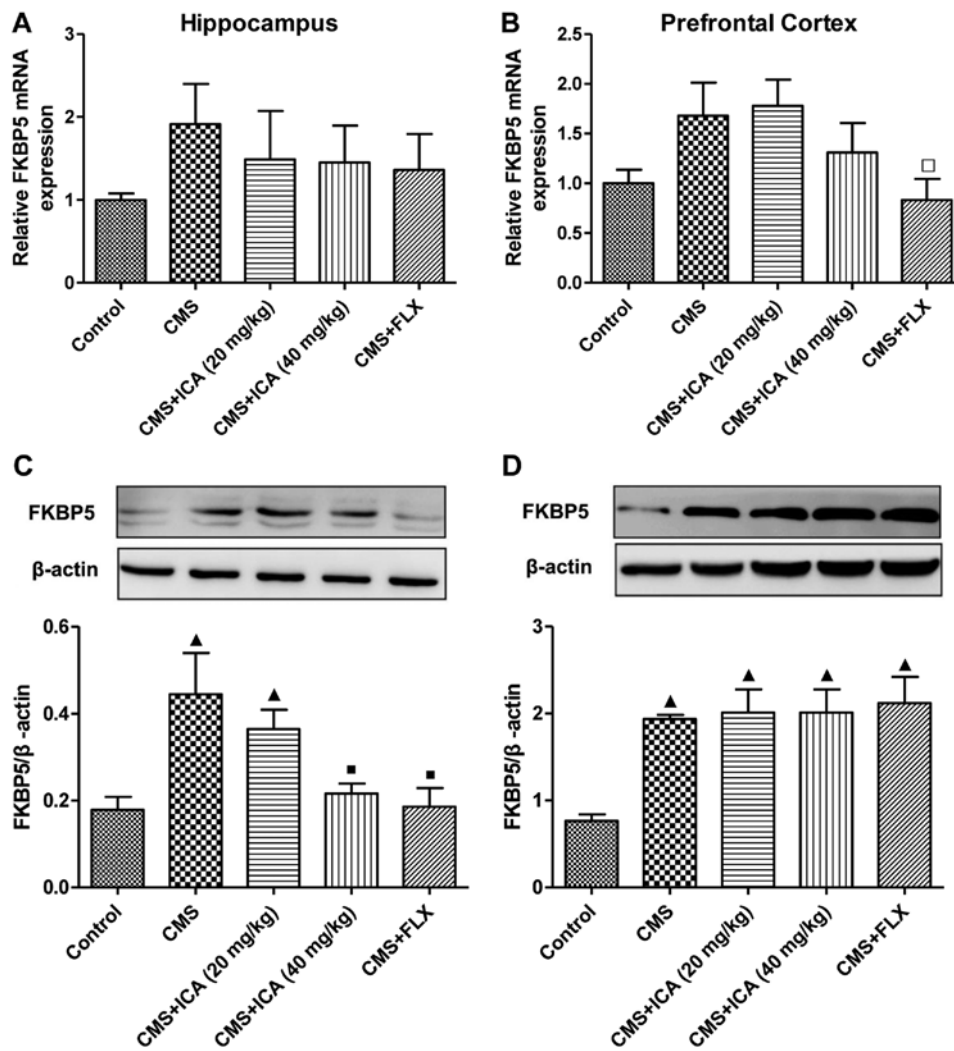 A
Hippocampus
Relative FKBP5 mRNA
expression
3
2
1
0
Control
CMS
CMS+ICA (20 mg/kg)
CMS+ICA (40 mg/kg)
CMS+FLX
B
Prefrontal Cortex
Relative FKBP5 mRNA
expression
2.5
2.0
1.5
1.0
0.5
0.0
Control
CMS
CMS+ICA (20 mg/kg)
CMS+ICA (40 mg/kg)
CMS+FLX
C
FKBP5
β-actin
FKBP5/β -actin
0.6
0.4
0.2
0.0
Control
CMS
CMS+ICA (20 mg/kg)
CMS+ICA (40 mg/kg)
CMS+FLX
D
FKBP5
β-actin
FKBP5/β -actin
3
2
1
0
Control
CMS
CMS+ICA (20 mg/kg)
CMS+ICA (40 mg/kg)
CMS+FLX